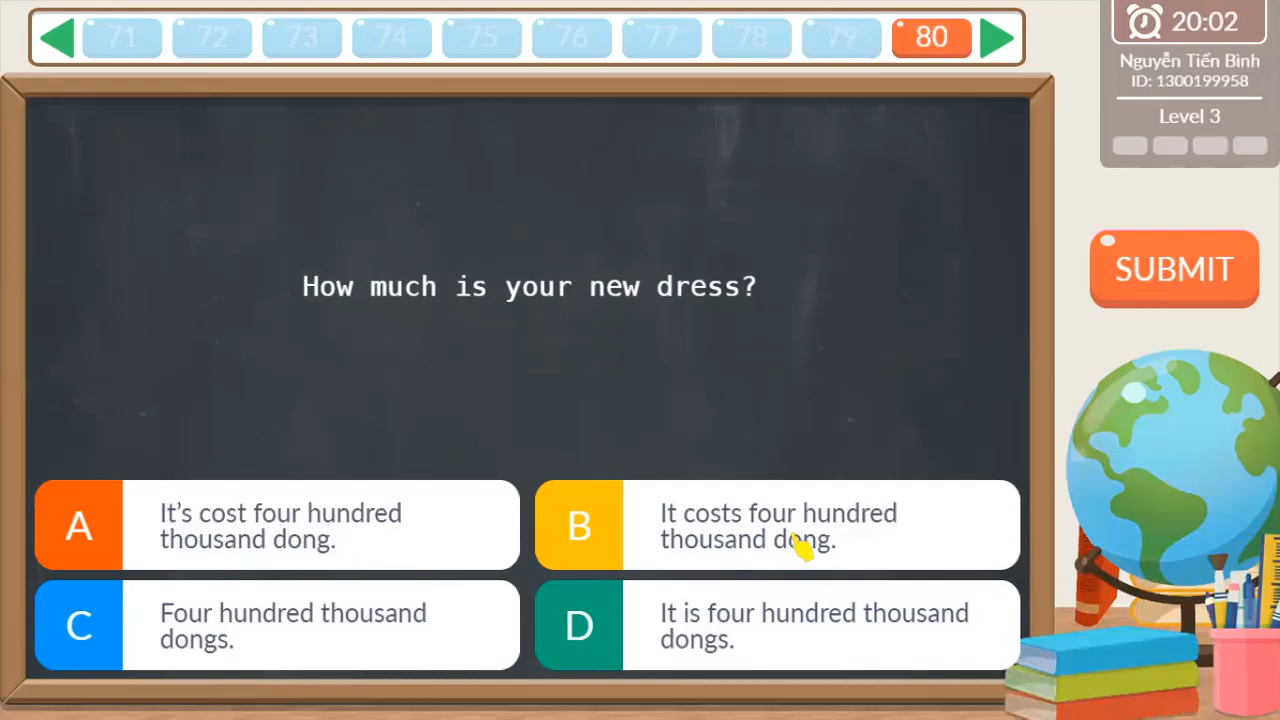 71 72 73 74 75 76 77 78 79 80
20:02
Nguyễn Tiến Bình
ID: 1300199958
Level 3
SUBMIT
How much is your new dress?
A
It’s cost four hundred
thousand dong.
B
It costs four hundred
thousand dong.
C
Four hundred thousand
dongs.
D
It is four hundred thousand
dongs.